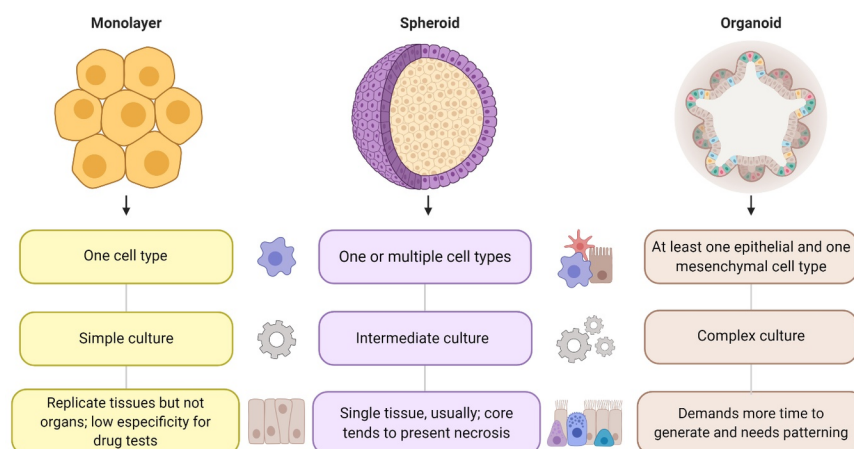 Monolayer
Spheroid
Organoid
One cell type
One or multiple cell types
At least one epithelial and one
mesenchymal cell type
Simple culture
Intermediate culture
Complex culture
Replicate tissues but not
organs; low especificity for
drug tests
Single tissue, usually; core
tends to present necrosis
Demands more time to
generate and needs patterning